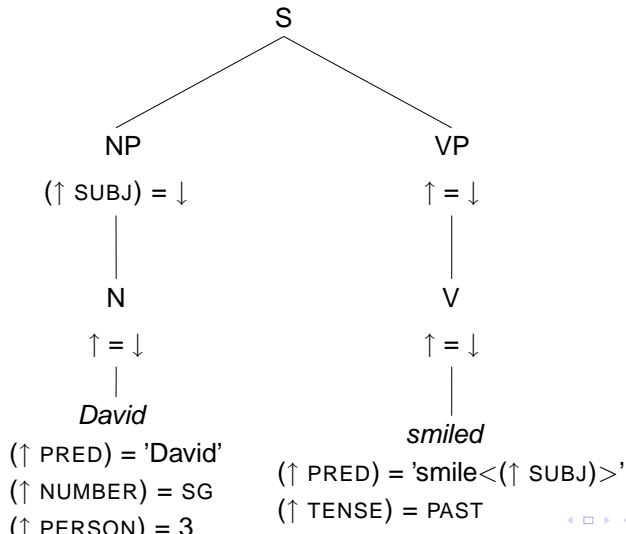 S
NP VP
(↑ SUBJ) = ↓ ↑ = ↓
N V
↑ = ↓ ↑ = ↓
David
smiled
(↑ PRED) = 'David'
(↑ PRED) = 'smile<(↑ SUBJ)>'
(↑ NUMBER) = SG
(↑ TENSE) = PAST
(↑ PERSON) = 3